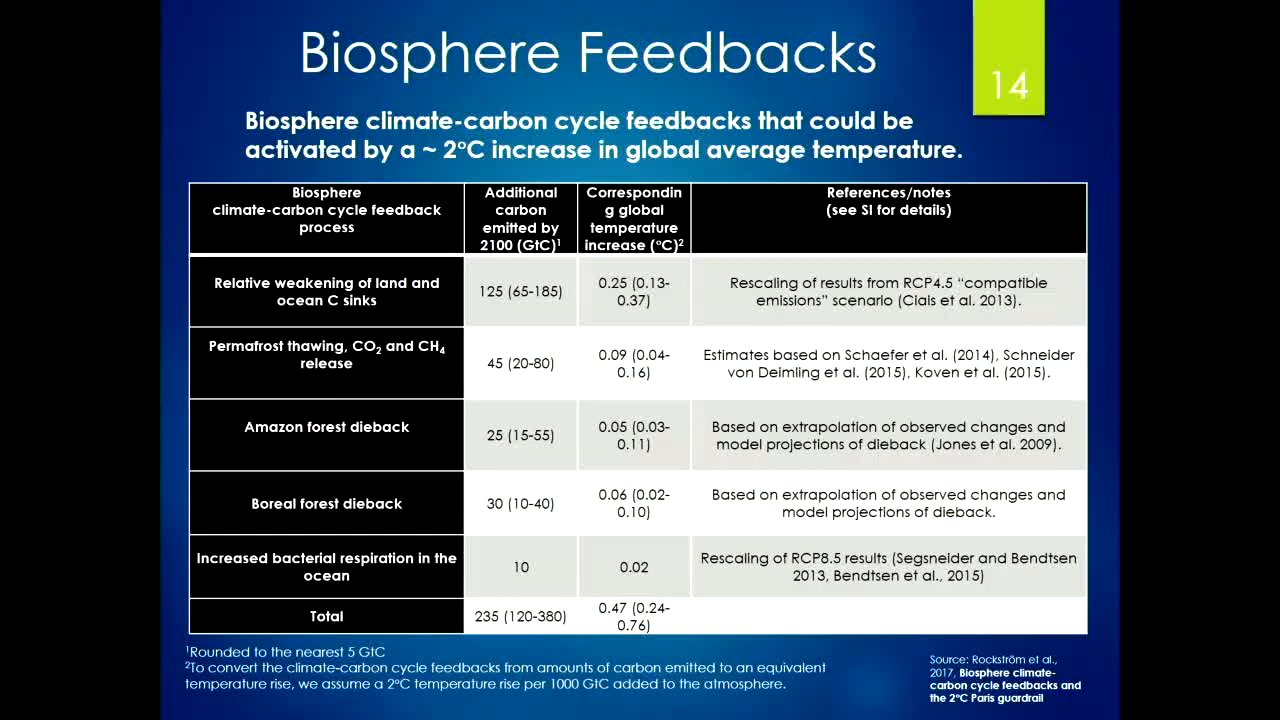 Biosphere Feedbacks
14
Biosphere climate-carbon cycle feedbacks that could be
activated by a ~ 2°C increase in global average temperature.
Biosphere
climate-carbon cycle feedback
process
Additional
carbon
emitted by
2100 (GtC)¹
Correspondin
g global
temperature
increase (°C)²
References/notes
(see SI for details)
Relative weakening of land and
ocean C sinks
125 (65-185)
0.25 (0.13-
0.37)
Rescaling of results from RCP4.5 “compatible
emissions” scenario (Ciais et al. 2013).
Permafrost thawing, CO₂ and CH₄
release
45 (20-80)
0.09 (0.04-
0.16)
Estimates based on Schaefer et al. (2014), Schneider
von Deimling et al. (2015), Koven et al. (2015).
Amazon forest dieback
25 (15-55)
0.05 (0.03-
0.11)
Based on extrapolation of observed changes and
model projections of dieback (Jones et al. 2009).
Boreal forest dieback
30 (10-40)
0.06 (0.02-
0.10)
Based on extrapolation of observed changes and
model projections of dieback.
Increased bacterial respiration in the
ocean
10
0.02
Rescaling of RCP8.5 results (Segsneider and Bendtsen
2013, Bendtsen et al., 2015)
Total
235 (120-380)
0.47 (0.24-
0.76)
¹Rounded to the nearest 5 GtC
²To convert the climate-carbon cycle feedbacks from amounts of carbon emitted to an equivalent
temperature rise, we assume a 2°C temperature rise per 1000 GtC added to the atmosphere.
Source: Rockström et al.,
2017, Biosphere climate-
carbon cycle feedbacks and
the 2°C Paris guardrail